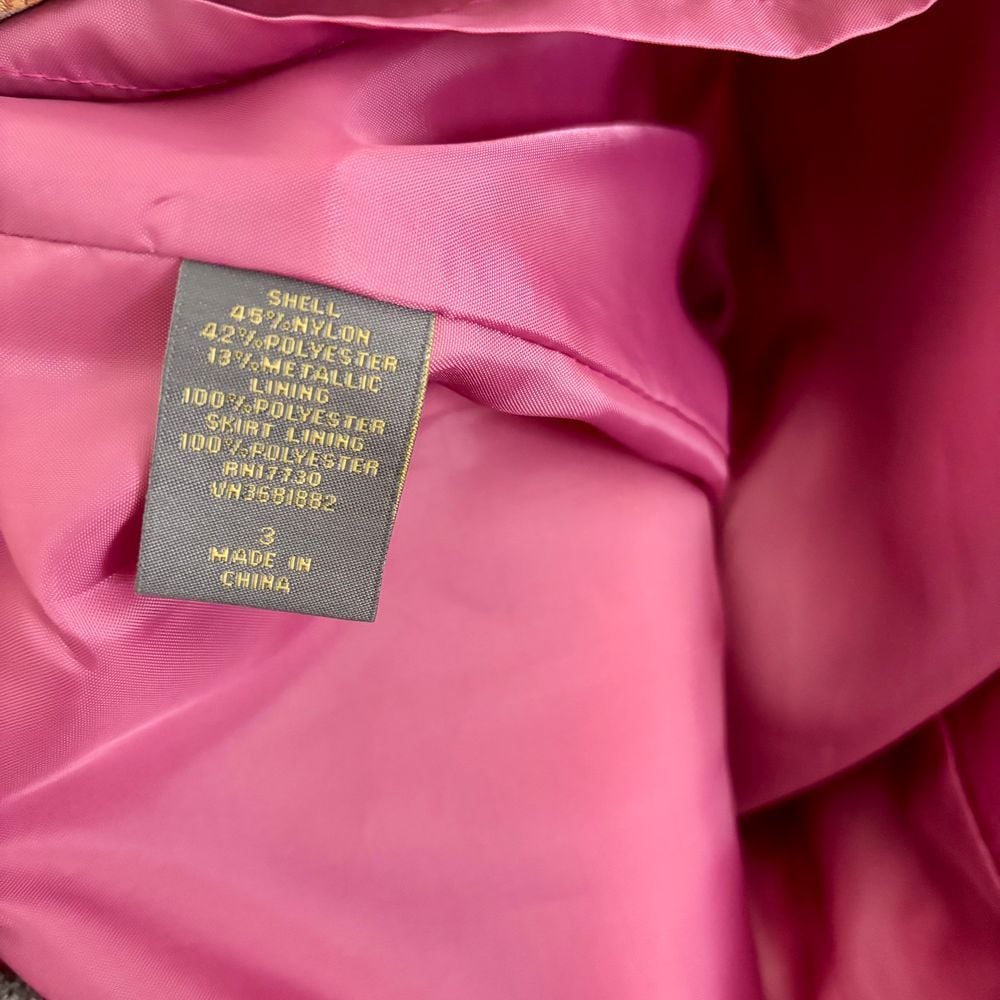 SHELL
45%NYLON
42%POLYESTER
13%METALLIC
LINING
100%POLYESTER
SKIRT LINING
100%POLYESTER
RN17730
VN3681882
3
MADE IN
CHINA